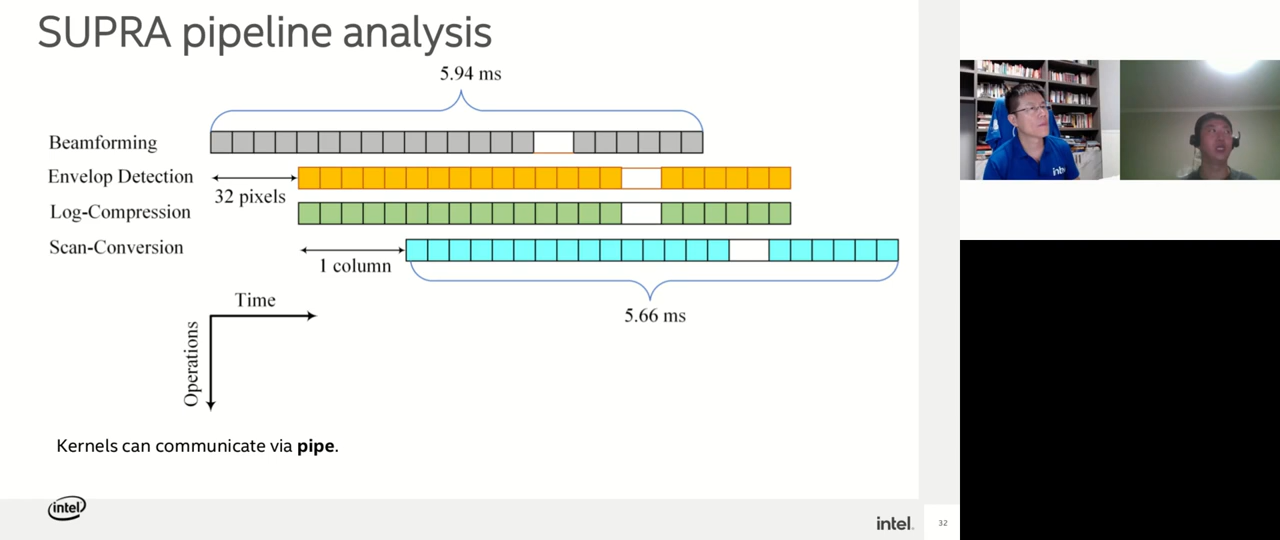 SUPRA pipeline analysis
5.94 ms
Beamforming
Envelop Detection
32 pixels
Log-Compression
Scan-Conversion
1 column
Time
5.66 ms
Operations
Kernels can communicate via pipe.
intel
intel.
32